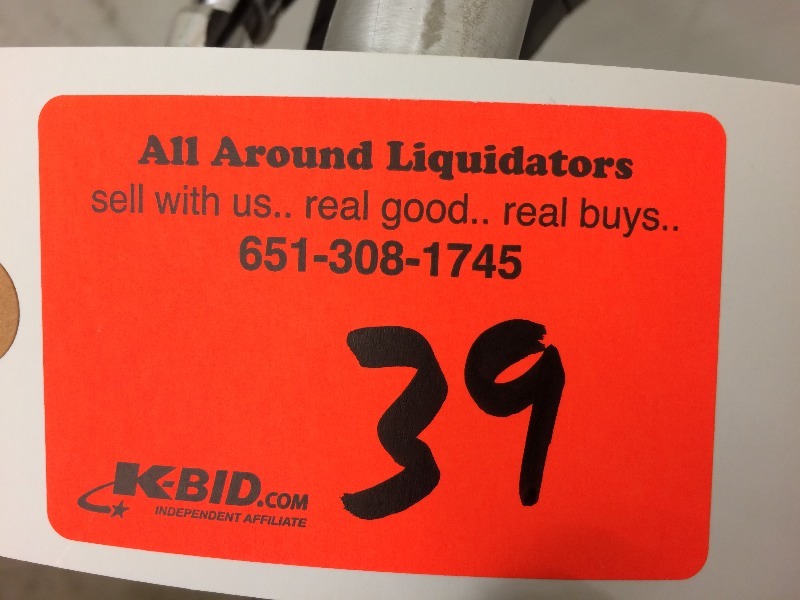 All Around Liquidators
sell with us.. real good.. real buys..
651-308-1745
39
K-BID.COM
INDEPENDENT AFFILIATE